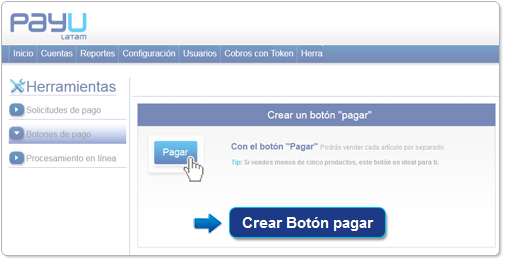 PayU
LATAM
Inicio Cuentas Reportes Configuración Usuarios Cobros con Token Herra
Herramientas
Solicitudes de pago
Botones de pago
Procesamiento en línea
Crear un botón "pagar"
Pagar
Con el botón "Pagar" Podrás vender cada artículo por separado.
Tip: Si vendes menos de cinco productos, este botón es ideal para ti.
Crear Botón pagar